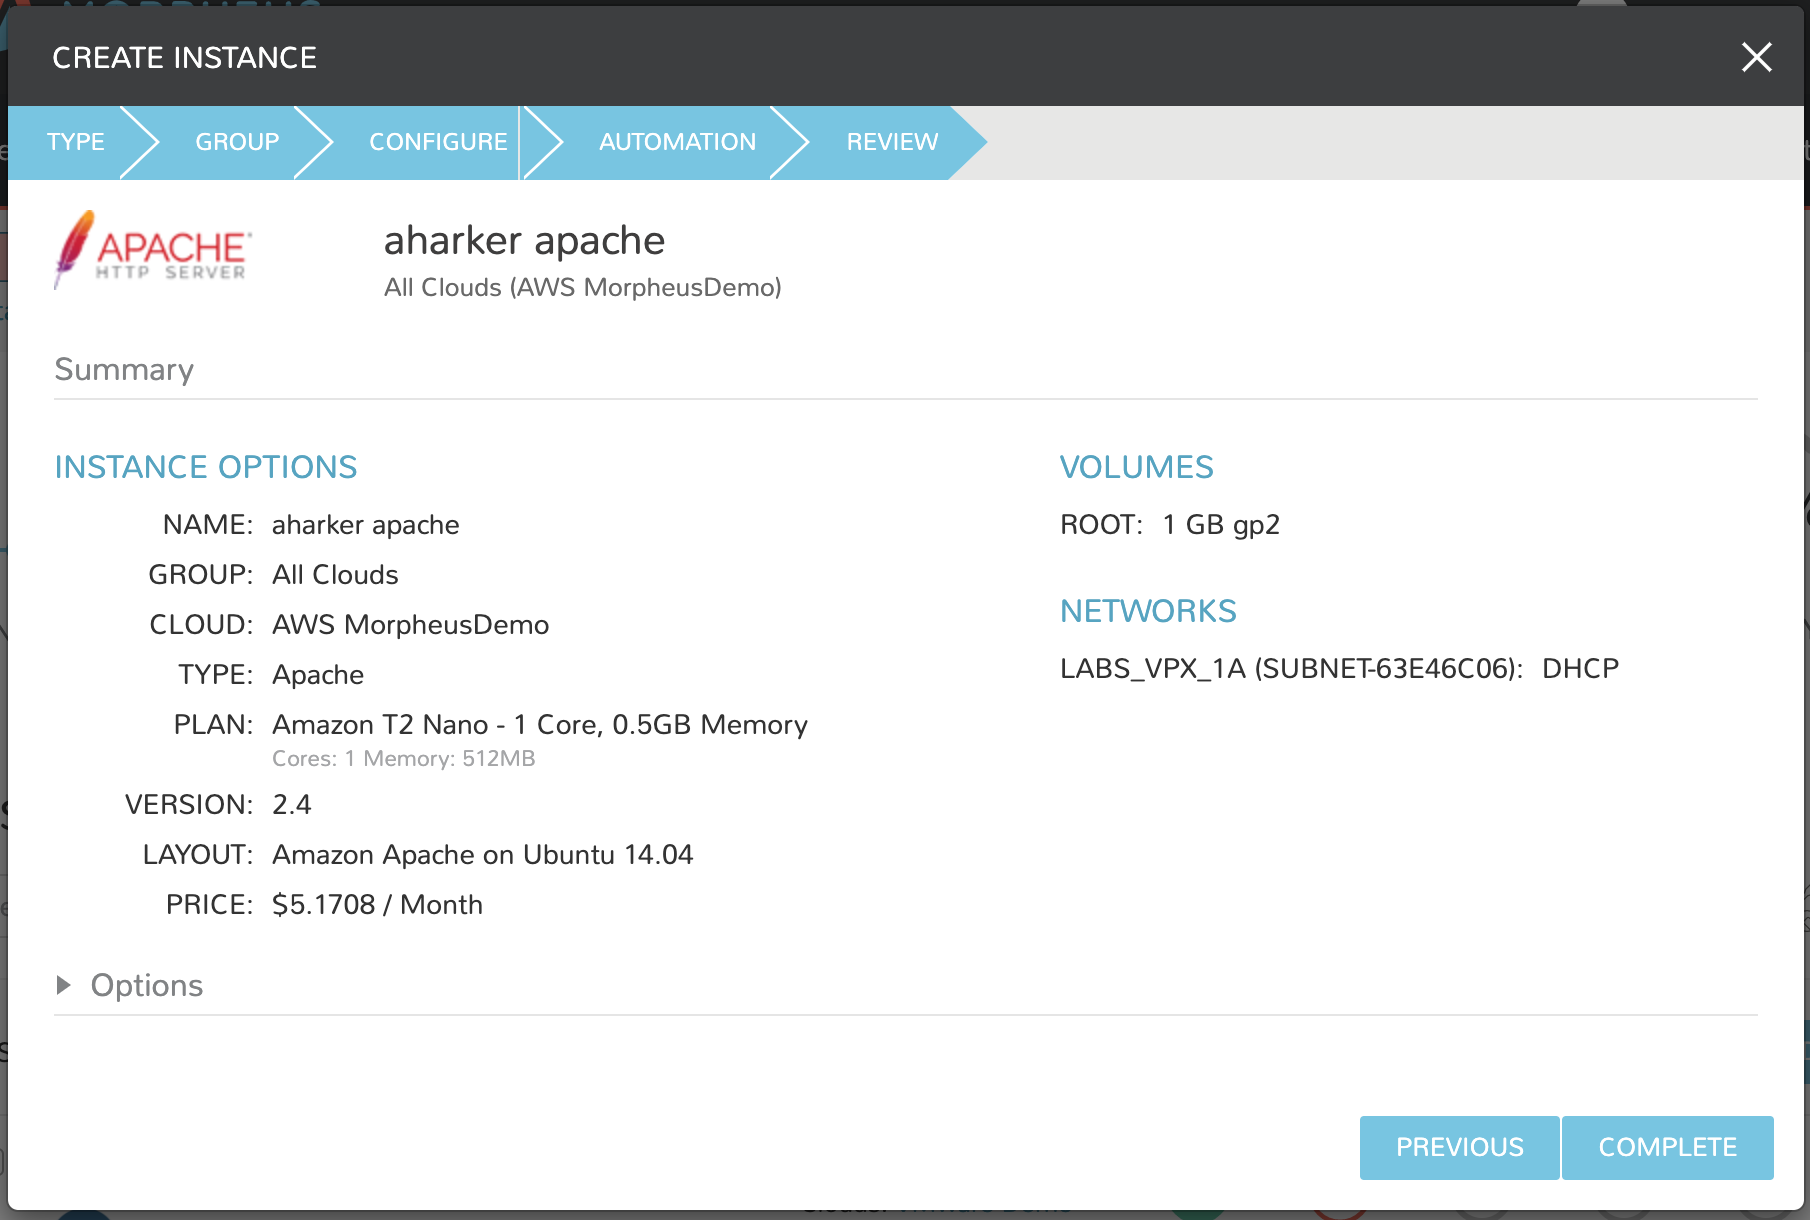 CREATE INSTANCE
TYPE GROUP CONFIGURE AUTOMATION REVIEW
APACHE
HTTP SERVER
aharker apache
All Clouds (AWS MorpheusDemo)
Summary
INSTANCE OPTIONS
NAME: aharker apache
GROUP: All Clouds
CLOUD: AWS MorpheusDemo
TYPE: Apache
PLAN: Amazon T2 Nano - 1 Core, 0.5GB Memory
Cores: 1 Memory: 512MB
VERSION: 2.4
LAYOUT: Amazon Apache on Ubuntu 14.04
PRICE: $5.1708 / Month
VOLUMES
ROOT: 1 GB gp2
NETWORKS
LABS_VPX_1A (SUBNET-63E46C06): DHCP
Options
PREVIOUS COMPLETE